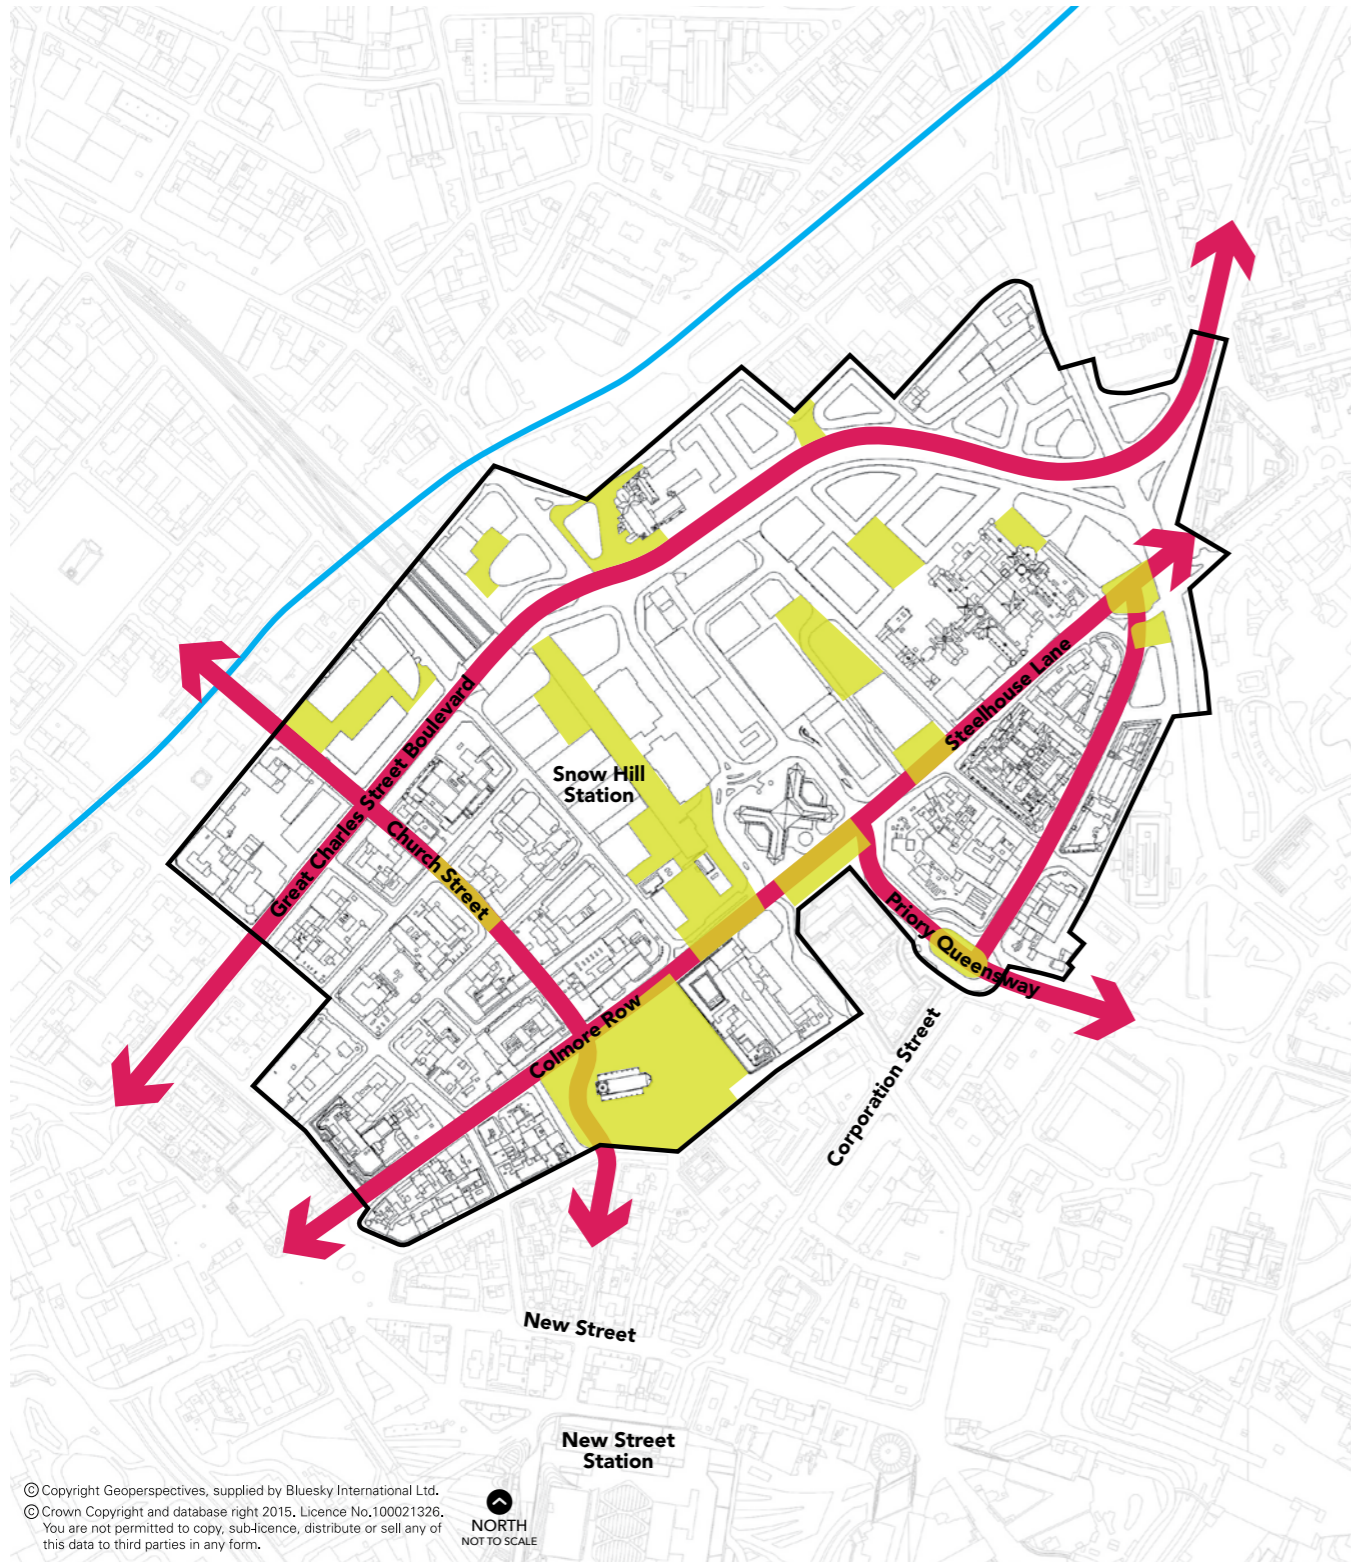 Snow Hill
Station
Steelhouse Lane
Great Charles Street Boulevard
Church Street
Priory Queensway
Colmore Row
Corporation Street
New Street
New Street
Station
© Copyright Geoperspectives, supplied by Bluesky International Ltd.
© Crown Copyright and database right 2015. Licence No.100021326.
You are not permitted to copy, sub-licence, distribute or sell any of
this data to third parties in any form.
NORTH
NOT TO SCALE